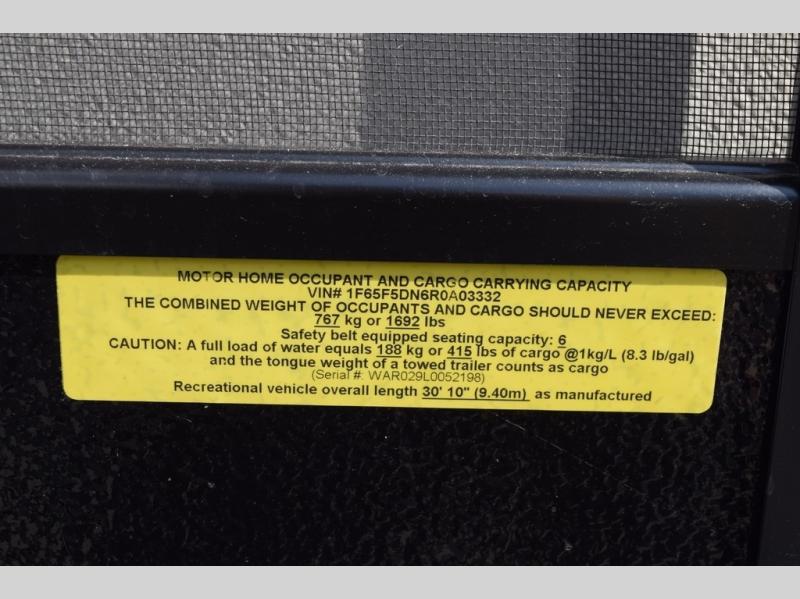 MOTOR HOME OCCUPANT AND CARGO CARRYING CAPACITY
VIN# 1F65F5DN6R0A03332
THE COMBINED WEIGHT OF OCCUPANTS AND CARGO SHOULD NEVER EXCEED:
767 kg or 1692 lbs
Safety belt equipped seating capacity: 6
CAUTION: A full load of water equals 188 kg or 415 lbs of cargo @1kg/L (8.3 lb/gal)
and the tongue weight of a towed trailer counts as cargo
(Serial #: WAR029L0052198)
Recreational vehicle overall length 30' 10" (9.40m) as manufactured